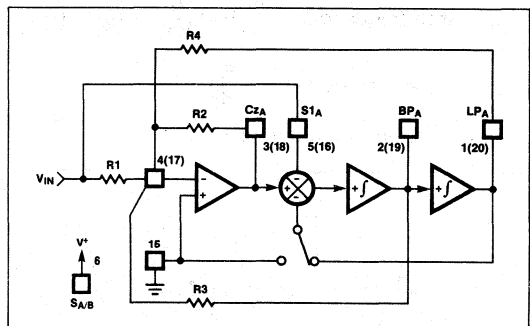 R4
R2
CZA
S1A
BPA
LPA
3(18)
5(16)
2(19)
1(20)
VIN
R1
4(17)
−
+
+
−
+∫
+∫
V+
6
15
SA/B
R3